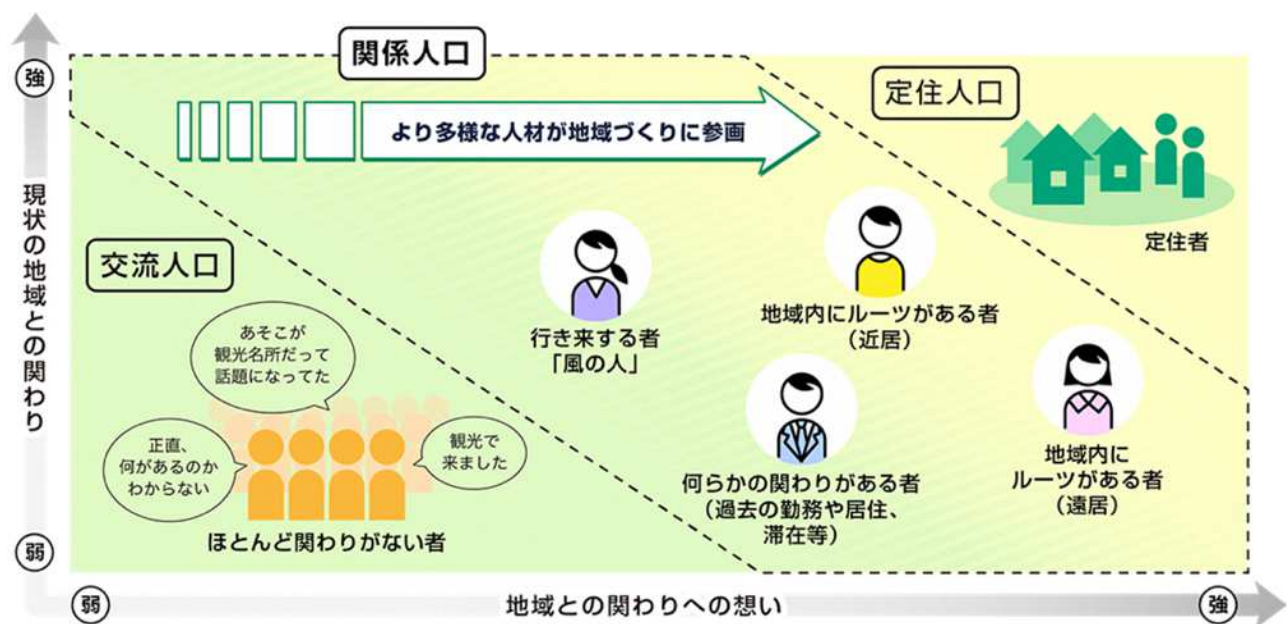 強
関係人口
より多様な人材が地域づくりに参画
定住人口
定住者
現状の地域との関わり
交流人口
あそこが
観光名所だって
話題になってた
正直、
何があるのか
わからない
観光で
来ました
ほとんど関わりがない者
行き来する者
「風の人」
地域内にルーツがある者
（近居）
何らかの関わりがある者
（過去の勤務や居住、
滞在等）
地域内に
ルーツがある者
（遠居）
弱
弱
地域との関わりへの想い
強